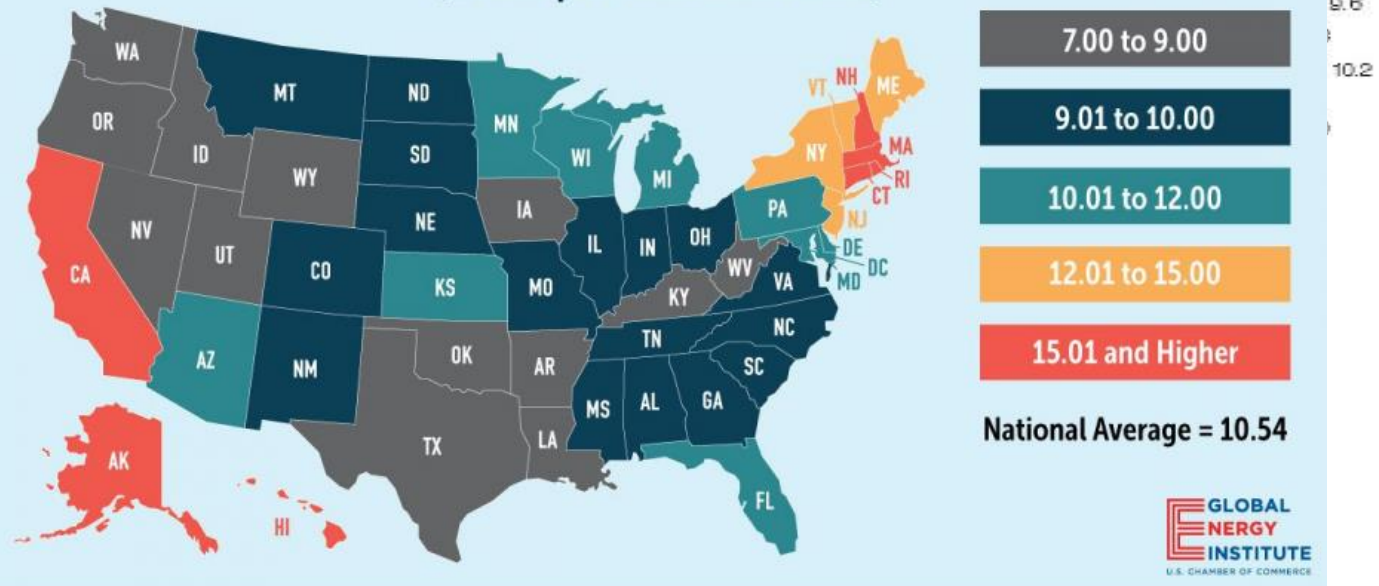 7.00 to 9.00
9.01 to 10.00
10.01 to 12.00
12.01 to 15.00
15.01 and Higher
National Average = 10.54
WA
MT
ND
MN
OR
ID
SD
WI
MI
VT
NH
ME
NY
MA
RI
CT
WY
NE
IA
PA
NJ
NV
UT
CO
IL
IN
OH
DE
DC
MD
CA
KS
MO
WV
VA
KY
NC
AZ
NM
OK
AR
TN
SC
TX
LA
MS
AL
GA
FL
AK
HI
GLOBAL
ENERGY
INSTITUTE
U.S. CHAMBER OF COMMERCE
9.6
10.2